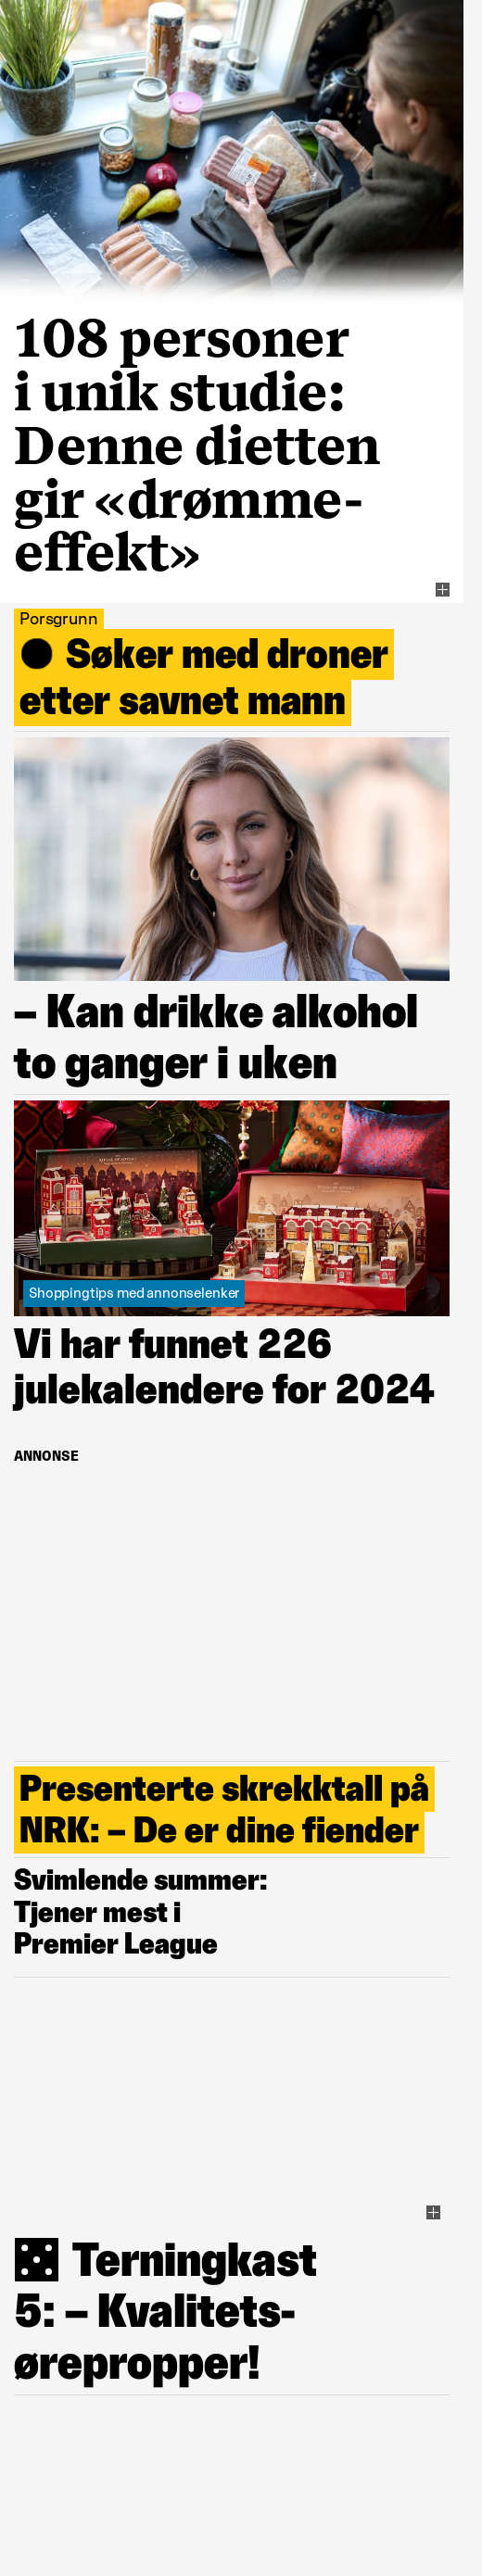 108 personer
i unik studie:
Denne dietten
gir «drømme-
effekt»
Porsgrunn
Søker med droner
etter savnet mann
– Kan drikke alkohol
to ganger i uken
Shoppingtips med annonselenker
Vi har funnet 226
julekalendere for 2024
ANNONSE
Presenterte skrekktall på
NRK: – De er dine fiender
Svimlende summer:
Tjener mest i
Premier League
Terningkast
5: – Kvalitets-
ørepropper!